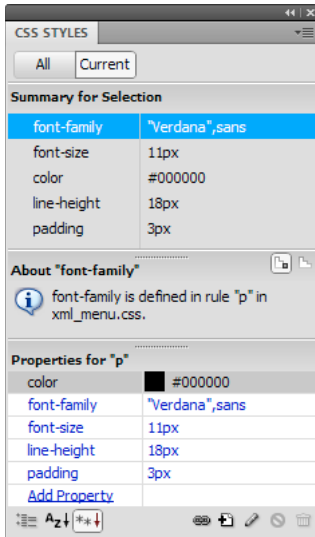 CSS STYLES
All Current
Summary for Selection
font-family "Verdana",sans
font-size 11px
color #000000
line-height 18px
padding 3px
About "font-family"
font-family is defined in rule "p" in
xml_menu.css.
Properties for "p"
color #000000
font-family "Verdana",sans
font-size 11px
line-height 18px
padding 3px
Add Property